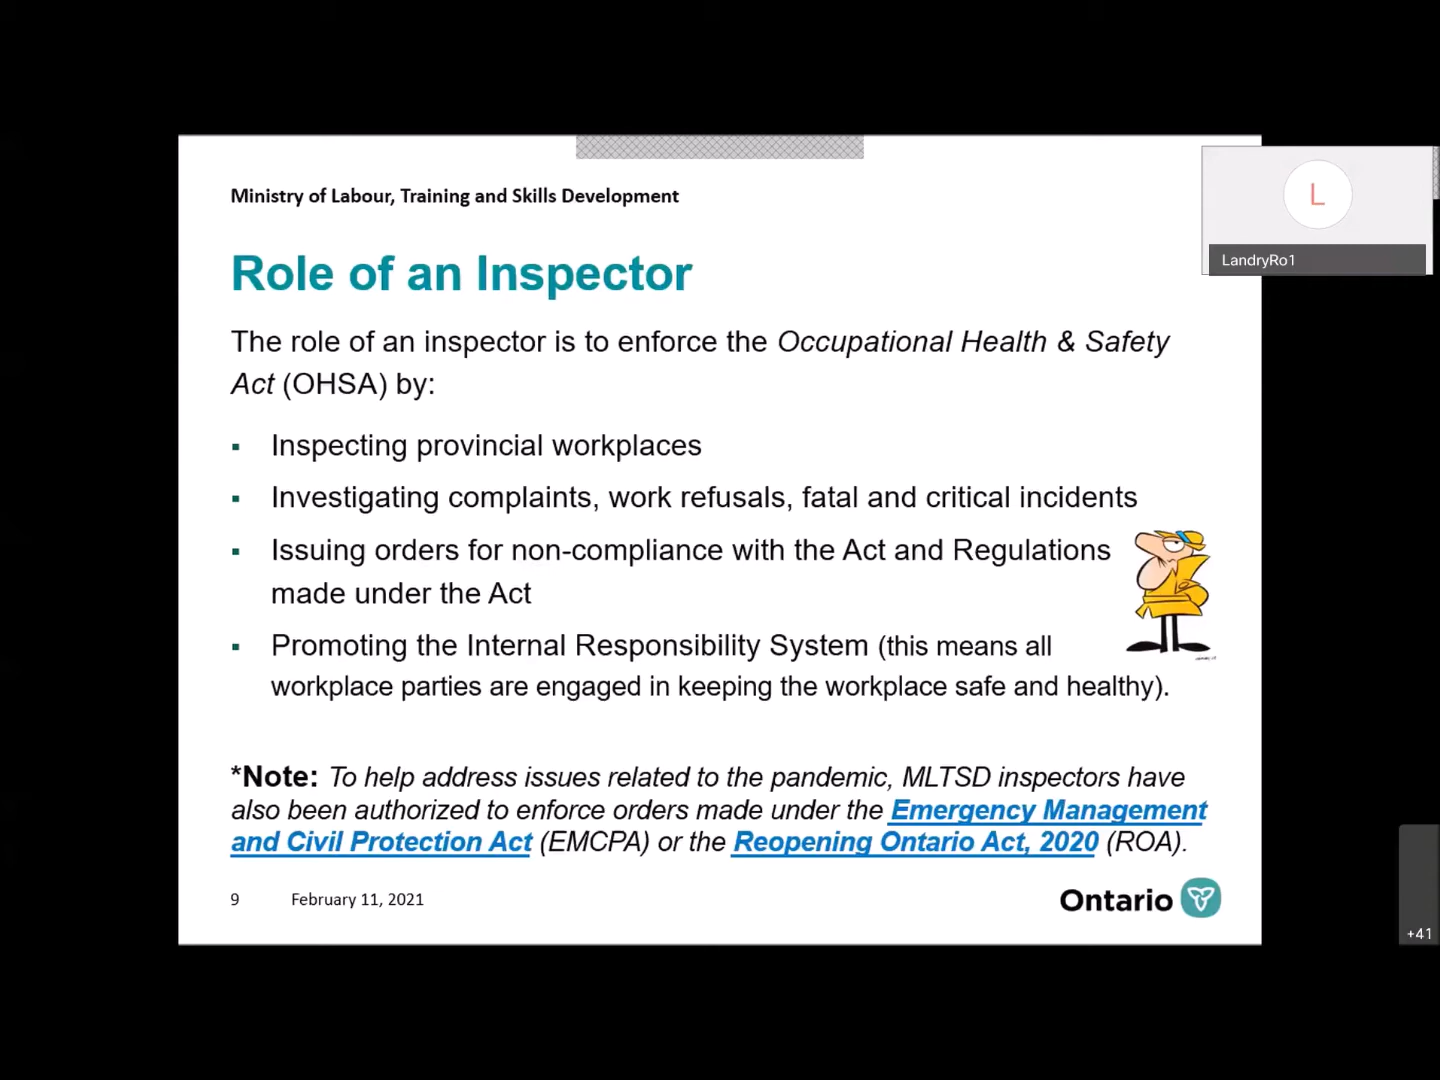 Ministry of Labour, Training and Skills Development
L
LandryRo1
Role of an Inspector
The role of an inspector is to enforce the Occupational Health & Safety
Act (OHSA) by:
▪ Inspecting provincial workplaces
▪ Investigating complaints, work refusals, fatal and critical incidents
▪ Issuing orders for non-compliance with the Act and Regulations
made under the Act
▪ Promoting the Internal Responsibility System (this means all
workplace parties are engaged in keeping the workplace safe and healthy).
*Note: To help address issues related to the pandemic, MLTSD inspectors have
also been authorized to enforce orders made under the Emergency Management
and Civil Protection Act (EMCPA) or the Reopening Ontario Act, 2020 (ROA).
9 February 11, 2021
Ontario
+41